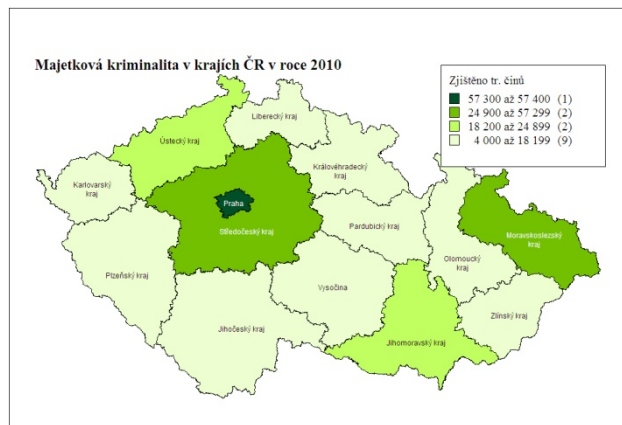 Majetková kriminalita v krajích ČR v roce 2010
Zjištěno tr. činů
57 300 až 57 400 (1)
24 900 až 57 299 (2)
18 200 až 24 899 (2)
4 000 až 18 199 (9)
Liberecký kraj
Ústecký kraj
Královéhradecký
kraj
Karlovarský
kraj
Praha
Středočeský kraj
Pardubický kraj
Moravskoslezský
kraj
Olomoucký
kraj
Plzeňský kraj
Vysočina
Zlínský kraj
Jihomoravský kraj
Jihočeský kraj